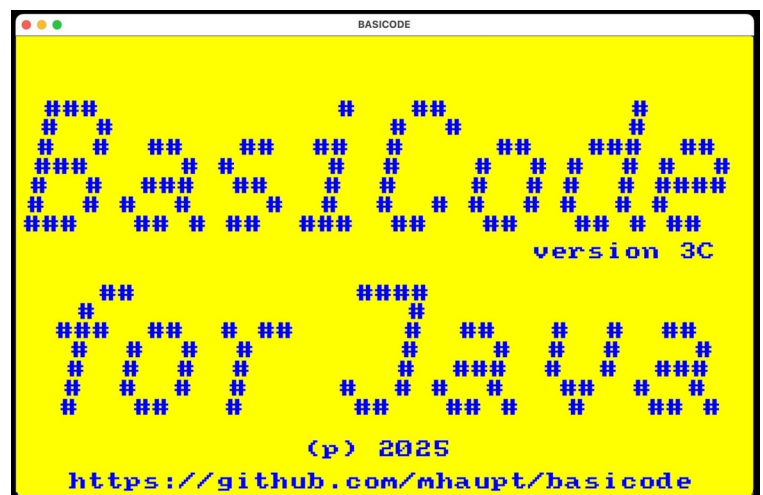 BASICODE
BasiCode
version 3C
for Java
(p) 2025
https://github.com/mhaupt/basicode